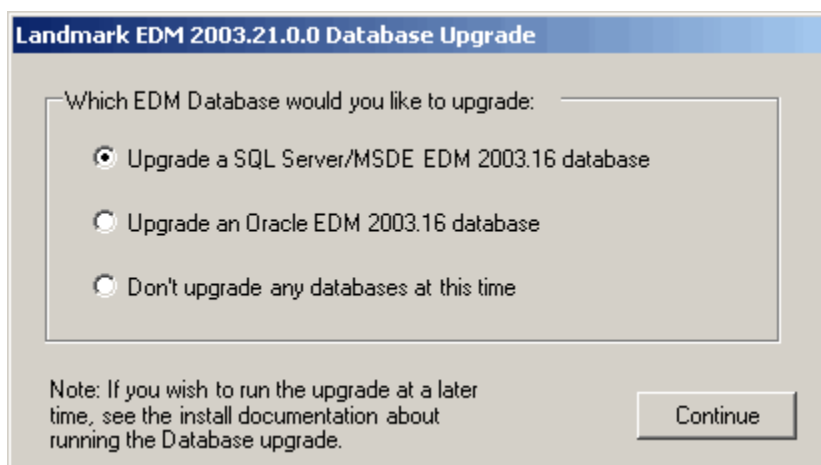 Landmark EDM 2003.21.0.0 Database Upgrade
Which EDM Database would you like to upgrade:
Upgrade a SQL Server/MSDE EDM 2003.16 database
Upgrade an Oracle EDM 2003.16 database
Don't upgrade any databases at this time
Note: If you wish to run the upgrade at a later
time, see the install documentation about
running the Database upgrade.
Continue